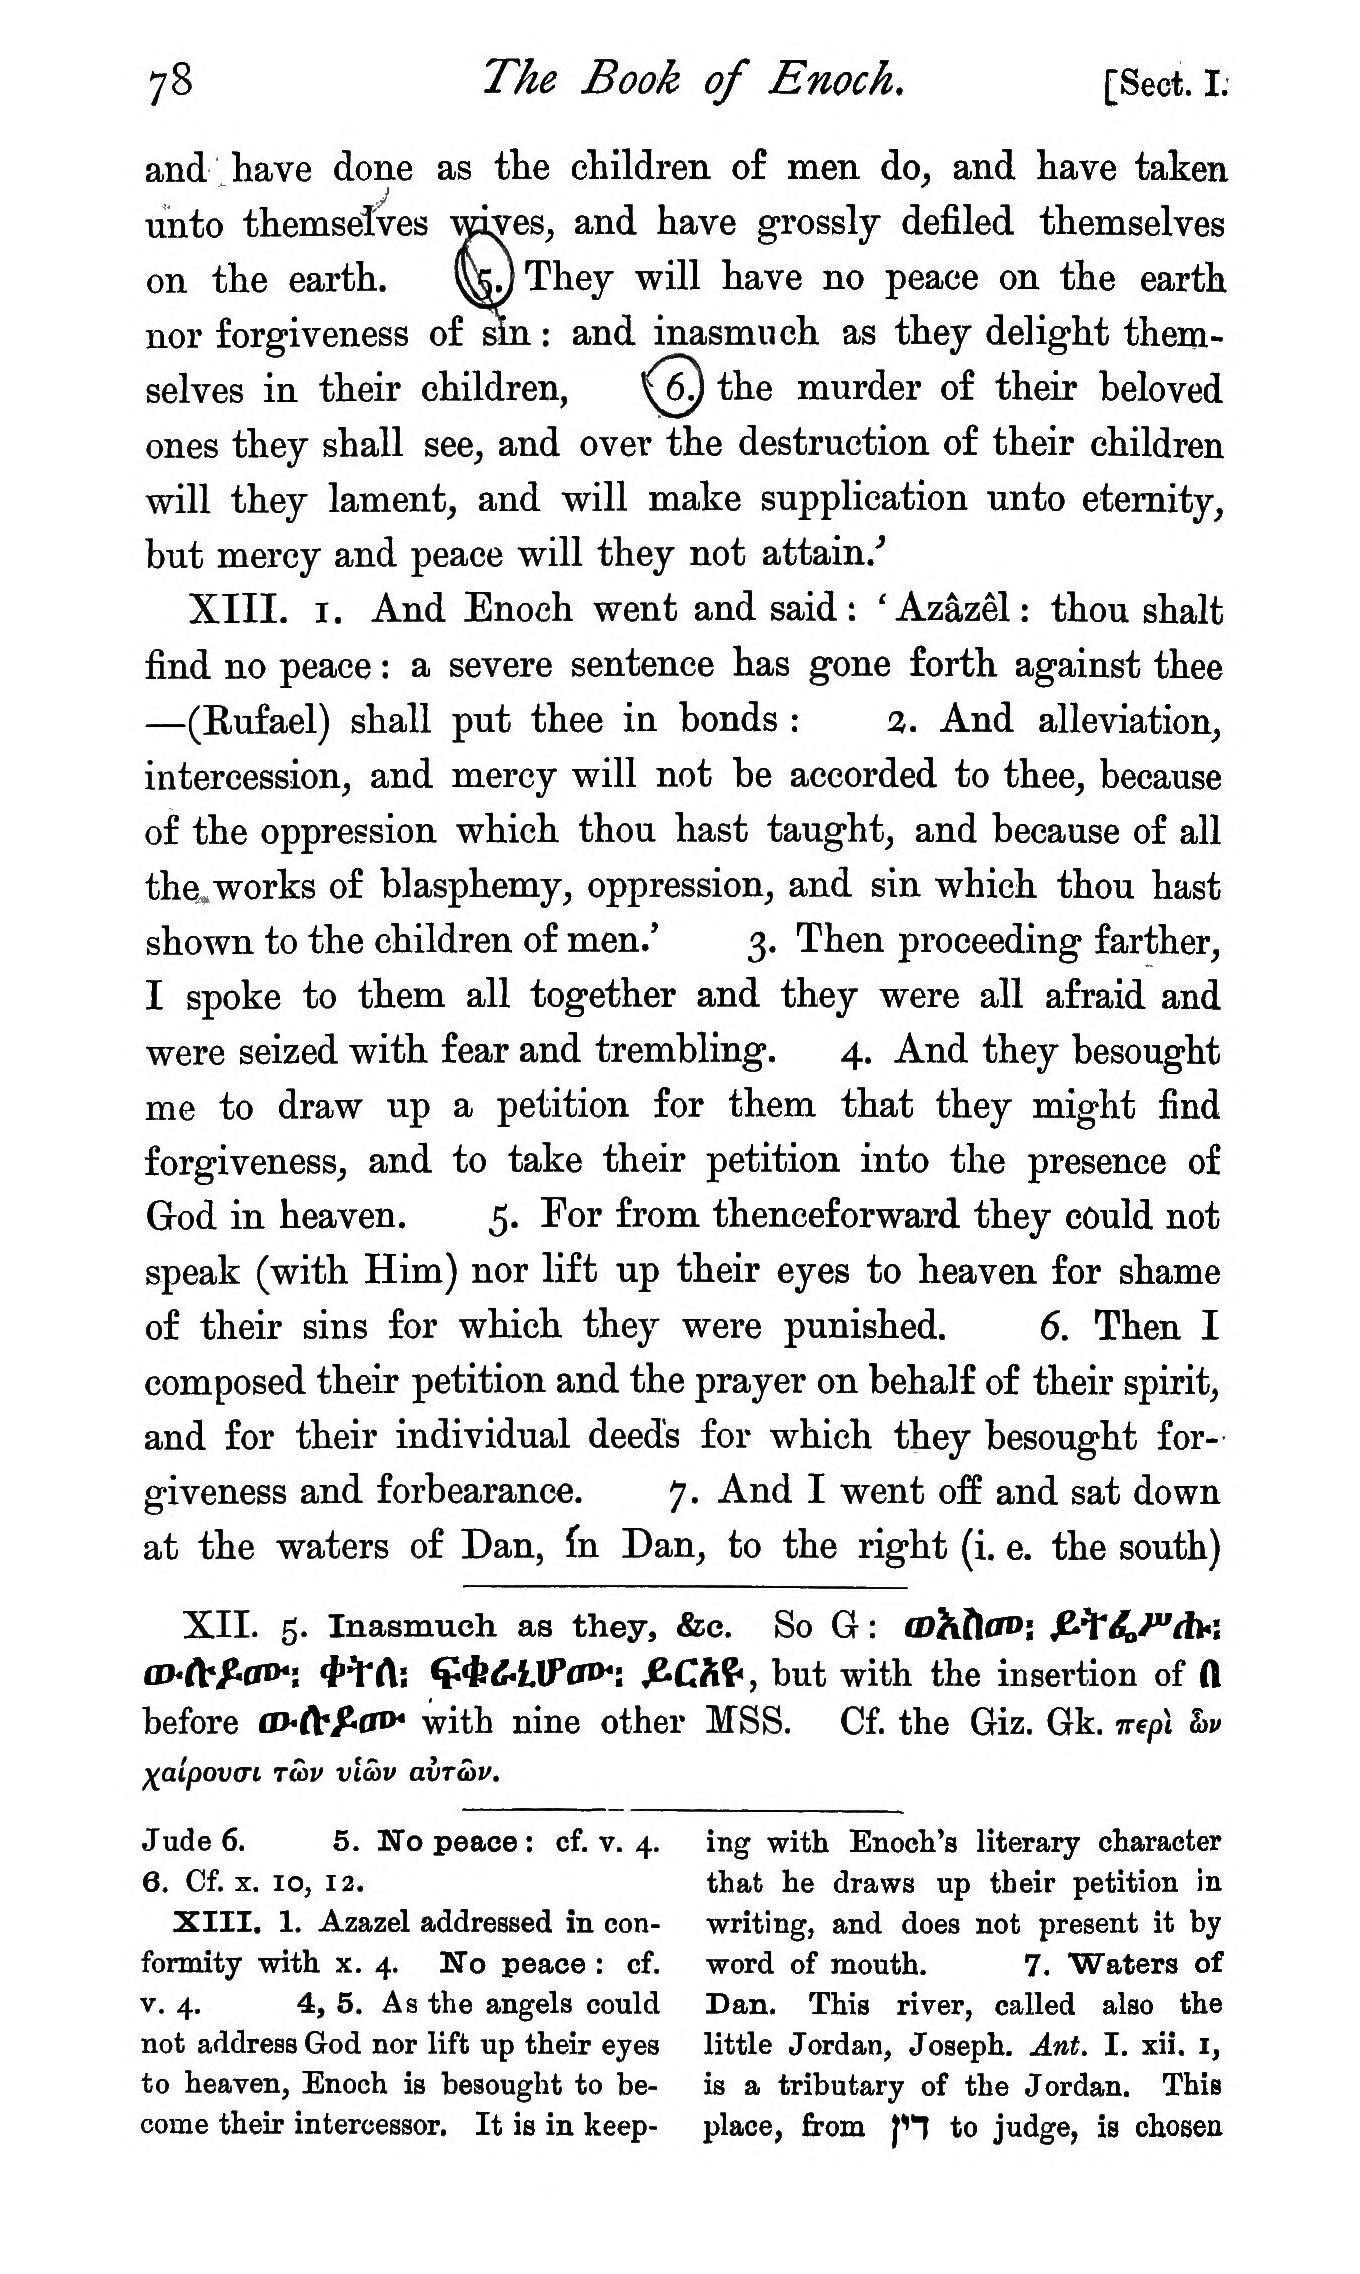 78 The Book of Enoch. [Sect. I.
and have done as the children of men do, and have taken
unto themselves wives, and have grossly defiled themselves
on the earth. 5. They will have no peace on the earth
nor forgiveness of sin : and inasmuch as they delight them-
selves in their children, 6. the murder of their beloved
ones they shall see, and over the destruction of their children
will they lament, and will make supplication unto eternity,
but mercy and peace will they not attain.’
XIII. 1. And Enoch went and said : ‘ Azâzêl : thou shalt
find no peace : a severe sentence has gone forth against thee
—(Rufael) shall put thee in bonds : 2. And alleviation,
intercession, and mercy will not be accorded to thee, because
of the oppression which thou hast taught, and because of all
the works of blasphemy, oppression, and sin which thou hast
shown to the children of men.’ 3. Then proceeding farther,
I spoke to them all together and they were all afraid and
were seized with fear and trembling. 4. And they besought
me to draw up a petition for them that they might find
forgiveness, and to take their petition into the presence of
God in heaven. 5. For from thenceforward they could not
speak (with Him) nor lift up their eyes to heaven for shame
of their sins for which they were punished. 6. Then I
composed their petition and the prayer on behalf of their spirit,
and for their individual deeds for which they besought for-
giveness and forbearance. 7. And I went off and sat down
at the waters of Dan, in Dan, to the right (i. e. the south)
XII. 5. Inasmuch as they, &c. So G : ወእስመ፡ ይትፌሥሑ፡
ውሉዶሙ፡ ቀትለ፡ ፍቁራኒሆሙ፡ ይርእዩ, but with the insertion of በ
before ውሉዶሙ with nine other MSS. Cf. the Giz. Gk. περὶ ὧν
χαίρουσι τῶν υἱῶν αὐτῶν.
Jude 6. 5. No peace : cf. v. 4.
6. Cf. x. 10, 12.
XIII. 1. Azazel addressed in con-
formity with x. 4. No peace : cf.
v. 4. 4, 5. As the angels could
not address God nor lift up their eyes
to heaven, Enoch is besought to be-
come their intercessor. It is in keep-
ing with Enoch’s literary character
that he draws up their petition in
writing, and does not present it by
word of mouth. 7. Waters of
Dan. This river, called also the
little Jordan, Joseph. Ant. I. xii. 1,
is a tributary of the Jordan. This
place, from דין to judge, is chosen